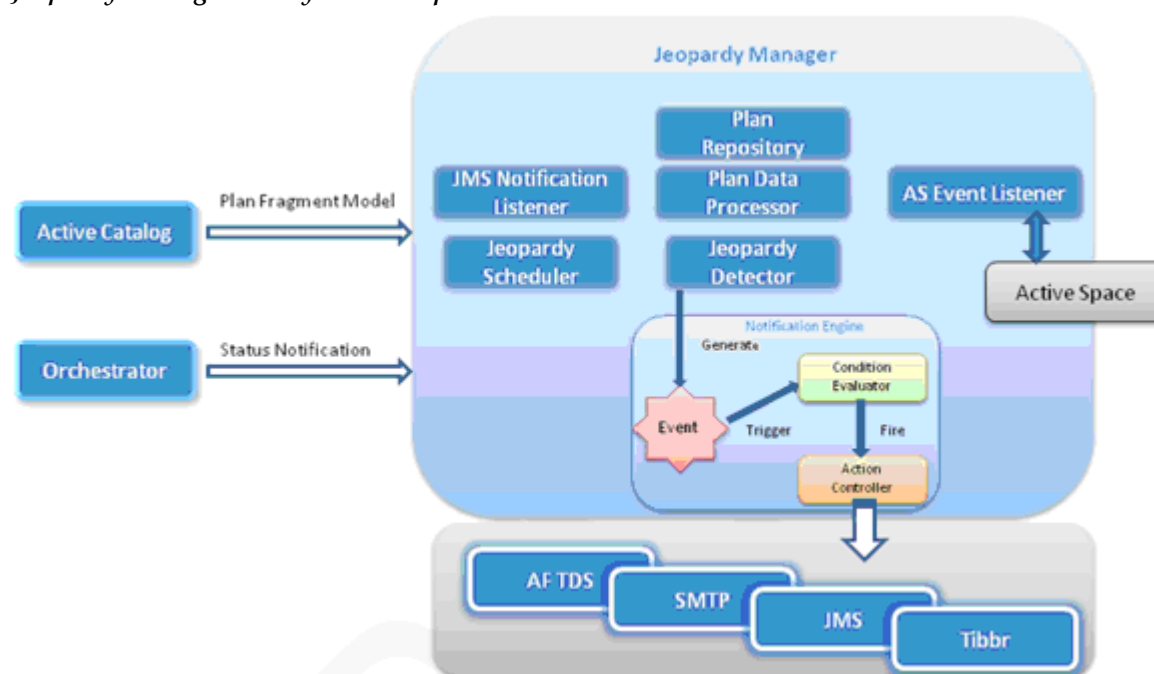 Jeopardy Manager
Plan
Repository
JMS Notification
Listener
Plan Data
Processor
AS Event Listener
Plan Fragment Model
Active Catalog
Jeopardy
Scheduler
Jeopardy
Detector
Active Space
Notification Engine
Generate
Status Notification
Orchestrator
Condition
Evaluator
Event
Trigger
Fire
Action
Controller
AF TDS
SMTP
JMS
Tibbr